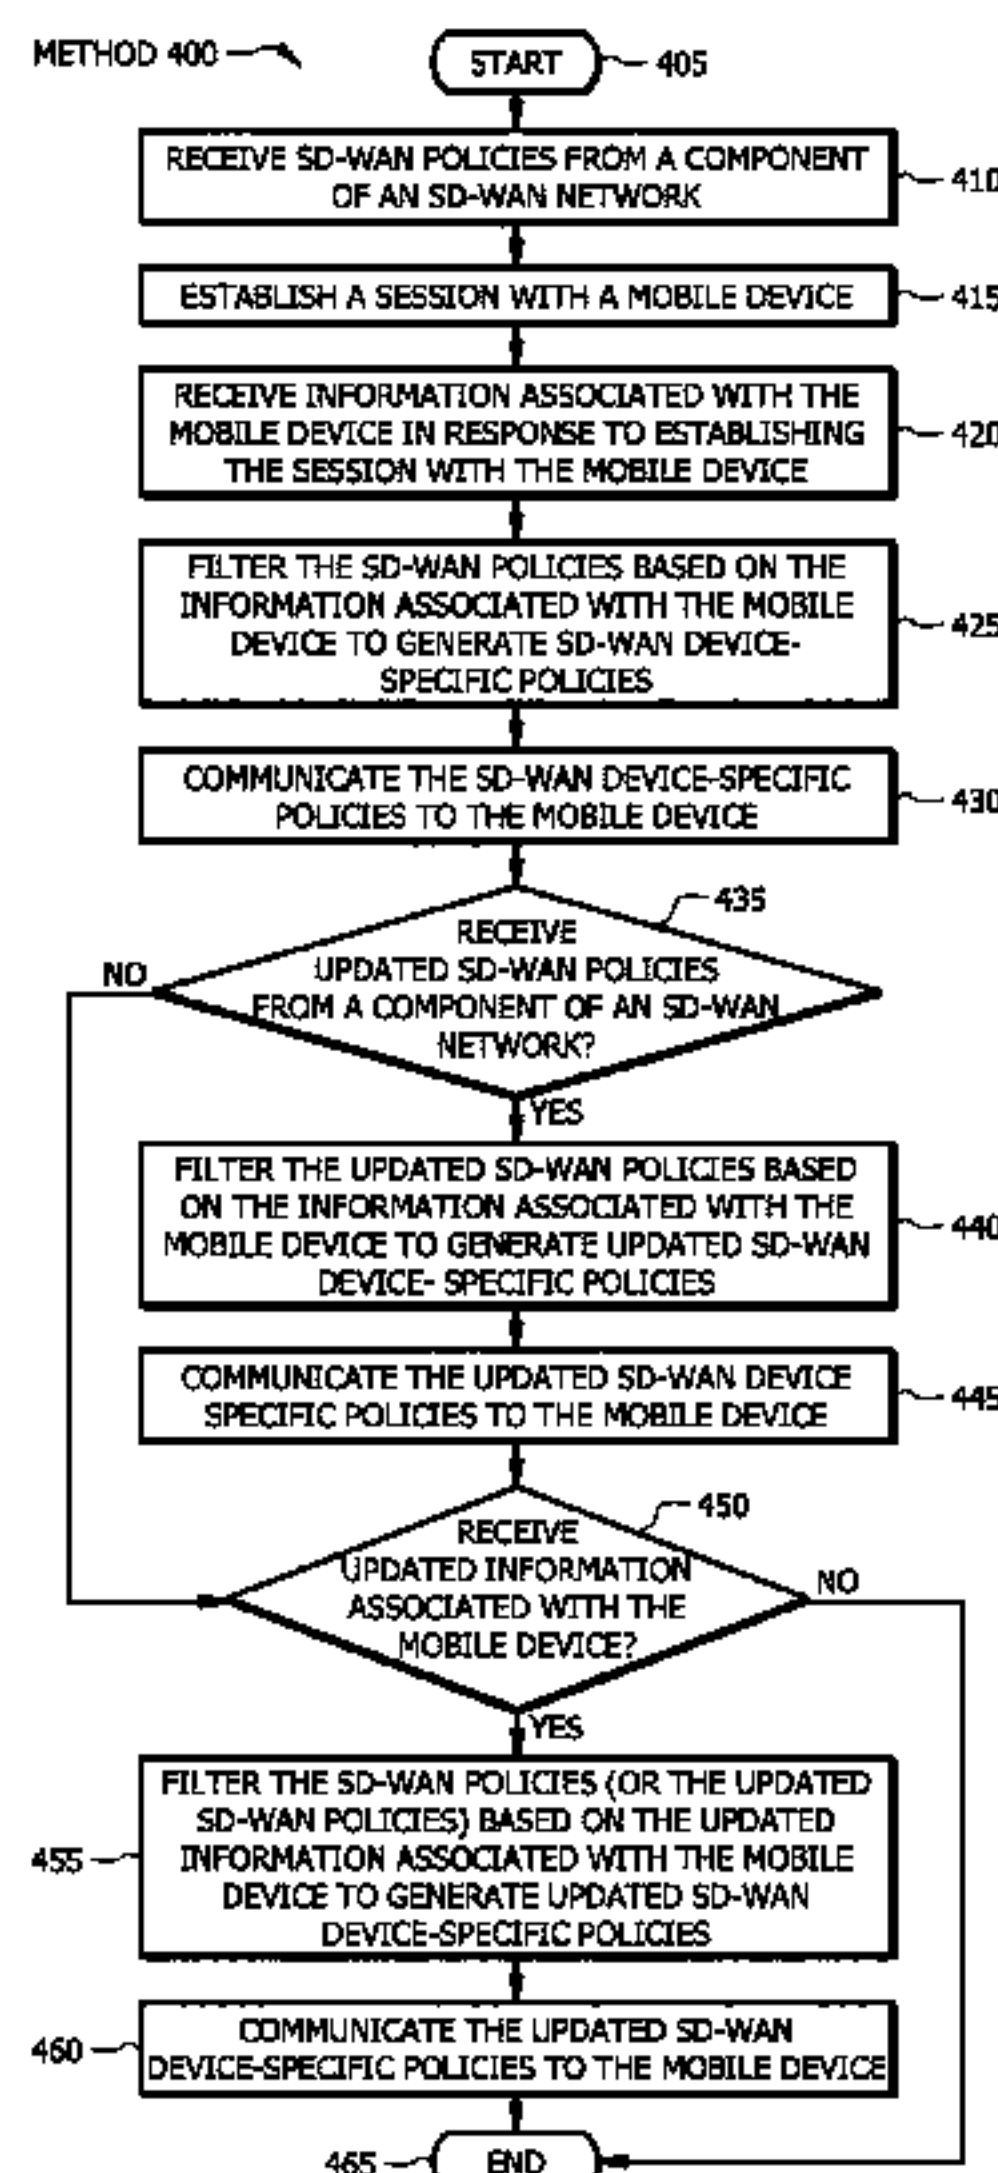 METHOD 400
START
405
RECEIVE SD-WAN POLICIES FROM A COMPONENT
OF AN SD-WAN NETWORK
410
ESTABLISH A SESSION WITH A MOBILE DEVICE
415
RECEIVE INFORMATION ASSOCIATED WITH THE
MOBILE DEVICE IN RESPONSE TO ESTABLISHING
THE SESSION WITH THE MOBILE DEVICE
420
FILTER THE SD-WAN POLICIES BASED ON THE
INFORMATION ASSOCIATED WITH THE MOBILE
DEVICE TO GENERATE SD-WAN DEVICE-
SPECIFIC POLICIES
425
COMMUNICATE THE SD-WAN DEVICE-SPECIFIC
POLICIES TO THE MOBILE DEVICE
430
435
RECEIVE
UPDATED SD-WAN POLICIES
FROM A COMPONENT OF AN SD-WAN
NETWORK?
NO
YES
FILTER THE UPDATED SD-WAN POLICIES BASED
ON THE INFORMATION ASSOCIATED WITH THE
MOBILE DEVICE TO GENERATE UPDATED SD-WAN
DEVICE- SPECIFIC POLICIES
440
COMMUNICATE THE UPDATED SD-WAN DEVICE
SPECIFIC POLICIES TO THE MOBILE DEVICE
445
450
RECEIVE
UPDATED INFORMATION
ASSOCIATED WITH THE
MOBILE DEVICE?
NO
YES
FILTER THE SD-WAN POLICIES (OR THE UPDATED
SD-WAN POLICIES) BASED ON THE UPDATED
INFORMATION ASSOCIATED WITH THE MOBILE
DEVICE TO GENERATE UPDATED SD-WAN
DEVICE-SPECIFIC POLICIES
455
COMMUNICATE THE UPDATED SD-WAN
DEVICE-SPECIFIC POLICIES TO THE MOBILE DEVICE
460
END
465